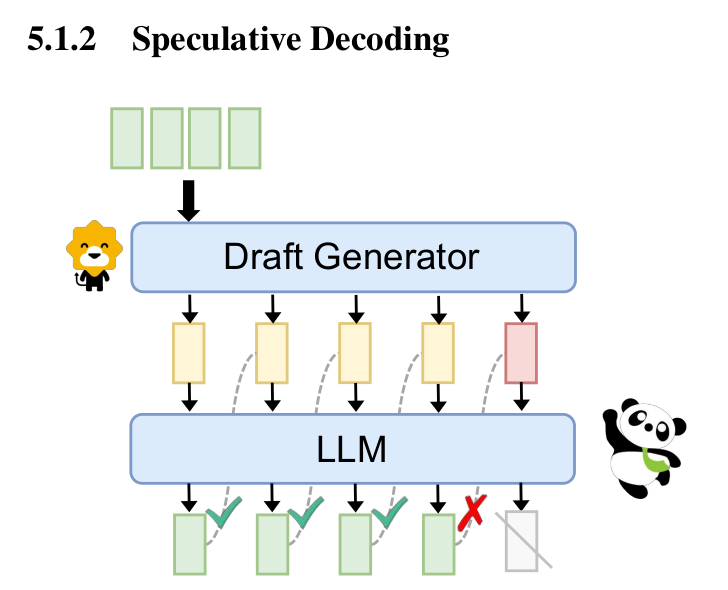 5.1.2 Speculative Decoding
Draft Generator
LLM